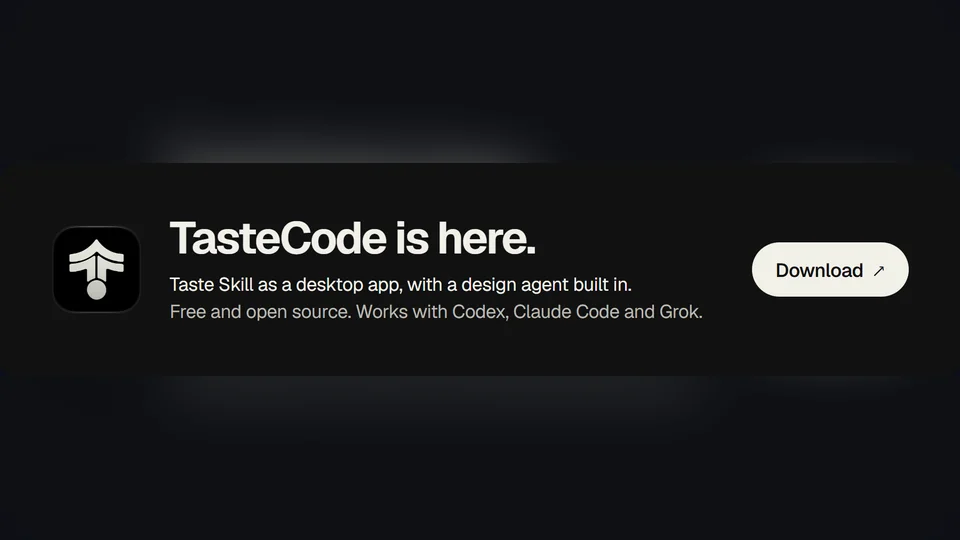 TasteCode is here.
Taste Skill as a desktop app, with a design agent built in.
Free and open source. Works with Codex, Claude Code and Grok.
Download ↗